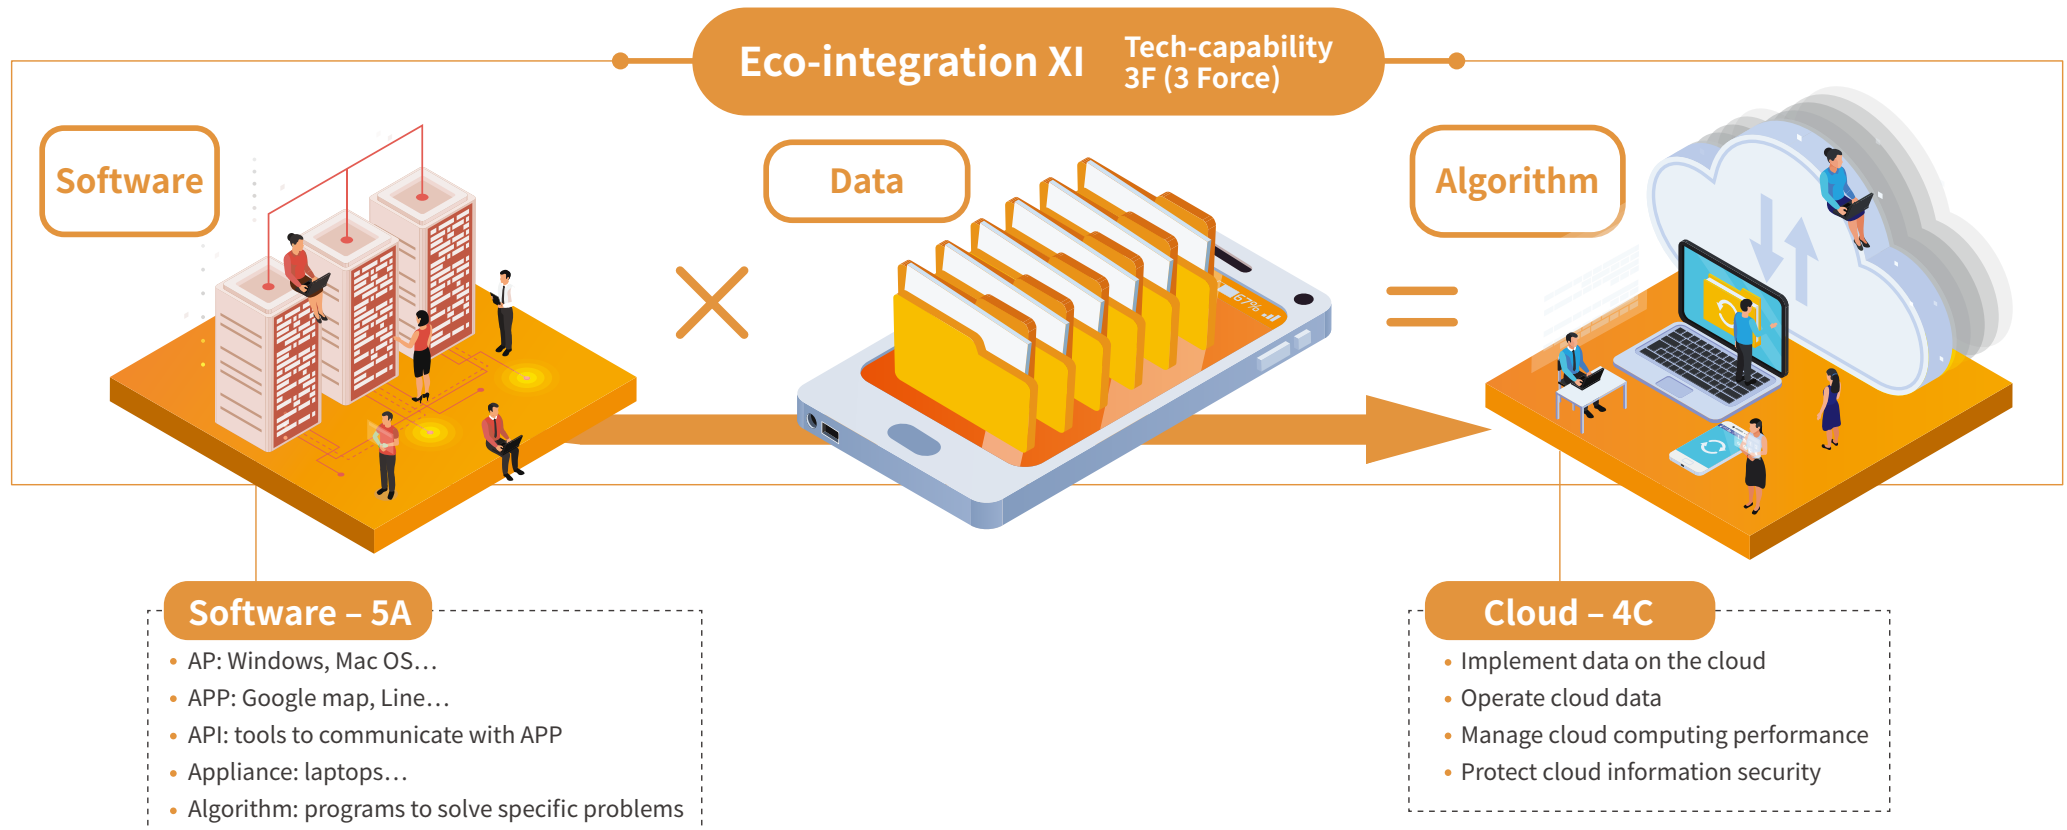 Eco-integration XI
Tech-capability
3F (3 Force)
Software
Data
Algorithm
67%
Software – 5A
• AP: Windows, Mac OS…
• APP: Google map, Line…
• API: tools to communicate with APP
• Appliance: laptops…
• Algorithm: programs to solve specific problems
Cloud – 4C
• Implement data on the cloud
• Operate cloud data
• Manage cloud computing performance
• Protect cloud information security